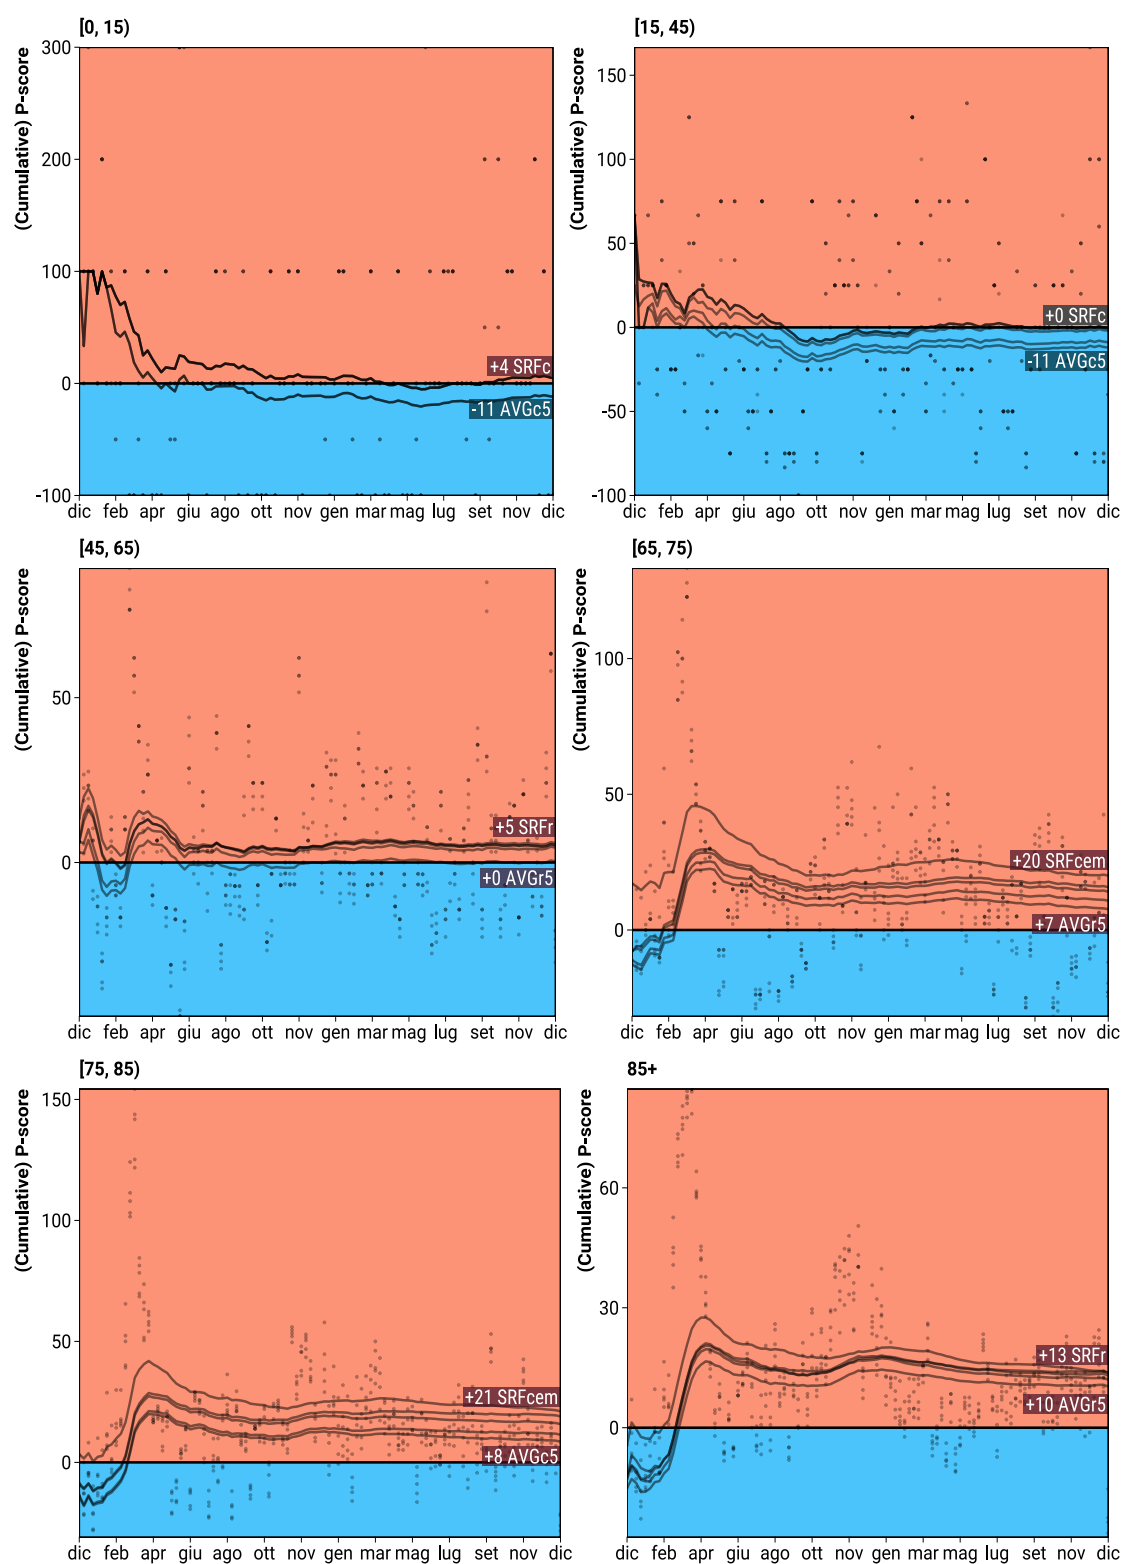 [0, 15)
(Cumulative) P-score
300
200
100
0
-100
+4 SRFc
-11 AVGc5
dic feb apr giu ago ott nov gen mar mag lug set nov dic
[15, 45)
(Cumulative) P-score
150
100
50
0
-50
-100
+0 SRFc
-11 AVGc5
dic feb apr giu ago ott nov gen mar mag lug set nov dic
[45, 65)
(Cumulative) P-score
50
0
+5 SRFr
+0 AVGr5
dic feb apr giu ago ott nov gen mar mag lug set nov dic
[65, 75)
(Cumulative) P-score
100
50
0
+20 SRFcem
+7 AVGr5
dic feb apr giu ago ott nov gen mar mag lug set nov dic
[75, 85)
(Cumulative) P-score
150
100
50
0
+21 SRFcem
+8 AVGc5
dic feb apr giu ago ott nov gen mar mag lug set nov dic
85+
(Cumulative) P-score
60
30
0
+13 SRFr
+10 AVGr5
dic feb apr giu ago ott nov gen mar mag lug set nov dic